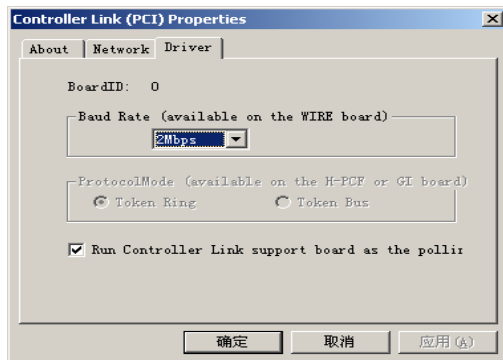 Controller Link (PCI) Properties
About Network Driver
BoardID: 0
Baud Rate (available on the WIRE board)
2Mbps
ProtocolMode (available on the H-PCF or GI board)
Token Ring Token Bus
Run Controller Link support board as the pollin
确定 取消 应用(A)